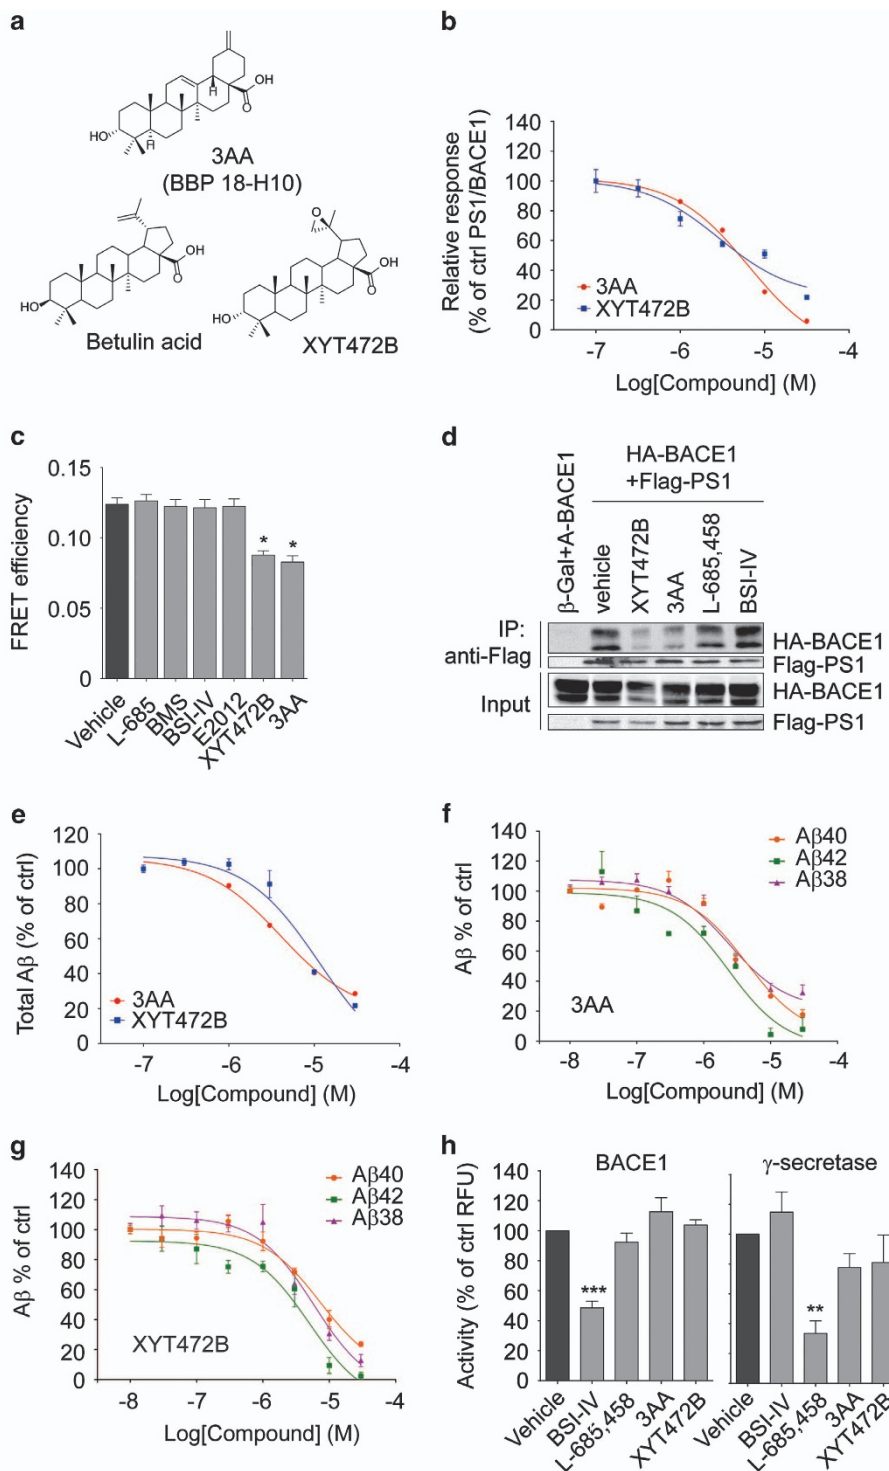 a
OH
O
H
HO
H
3AA
(BBP 18-H10)
OH
O
HO
Betulin acid
O
OH
O
HO
XYT472B
b
Relative response
(% of ctrl PS1/BACE1)
140
120
100
80
60
40
20
0
3AA
XYT472B
-7 -6 -5 -4
Log[Compound] (M)
c
FRET efficiency
0.15
0.10
0.05
0
* *
Vehicle
L-685
BMS
BSI-IV
E2012
XYT472B
3AA
d
HA-BACE1
+Flag-PS1
β-Gal+A-BACE1
vehicle
XYT472B
3AA
L-685,458
BSI-IV
IP:
anti-Flag
HA-BACE1
Flag-PS1
Input
HA-BACE1
Flag-PS1
e
Total Aβ (% of ctrl)
120
100
80
60
40
20
0
3AA
XYT472B
-7 -6 -5 -4
Log[Compound] (M)
f
Aβ % of ctrl
140
120
100
80
60
40
20
0
Aβ40
Aβ42
Aβ38
3AA
-8 -7 -6 -5 -4
Log[Compound] (M)
g
Aβ % of ctrl
140
120
100
80
60
40
20
0
Aβ40
Aβ42
Aβ38
XYT472B
-8 -7 -6 -5 -4
Log[Compound] (M)
h
Activity (% of ctrl RFU)
140
120
100
80
60
40
20
0
BACE1
***
Vehicle
BSI-IV
L-685,458
3AA
XYT472B
γ-secretase
**
Vehicle
BSI-IV
L-685,458
3AA
XYT472B